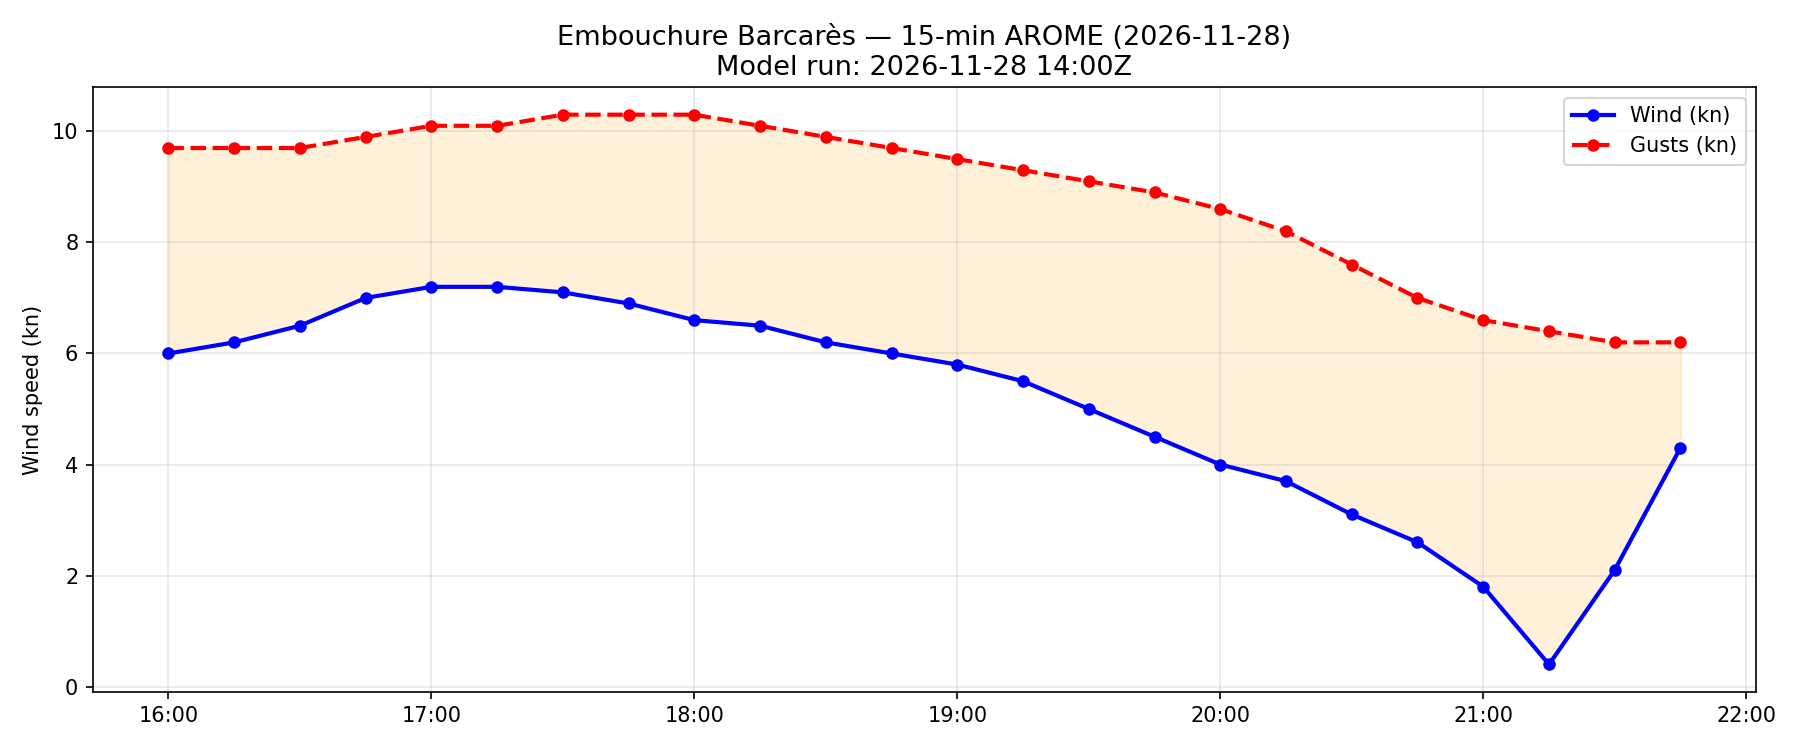 Embouchure Barcarès — 15-min AROME (2026-11-28)
Model run: 2026-11-28 14:00Z
Wind (kn)
Gusts (kn)
Wind speed (kn)
10
8
6
4
2
0
16:00 17:00 18:00 19:00 20:00 21:00 22:00